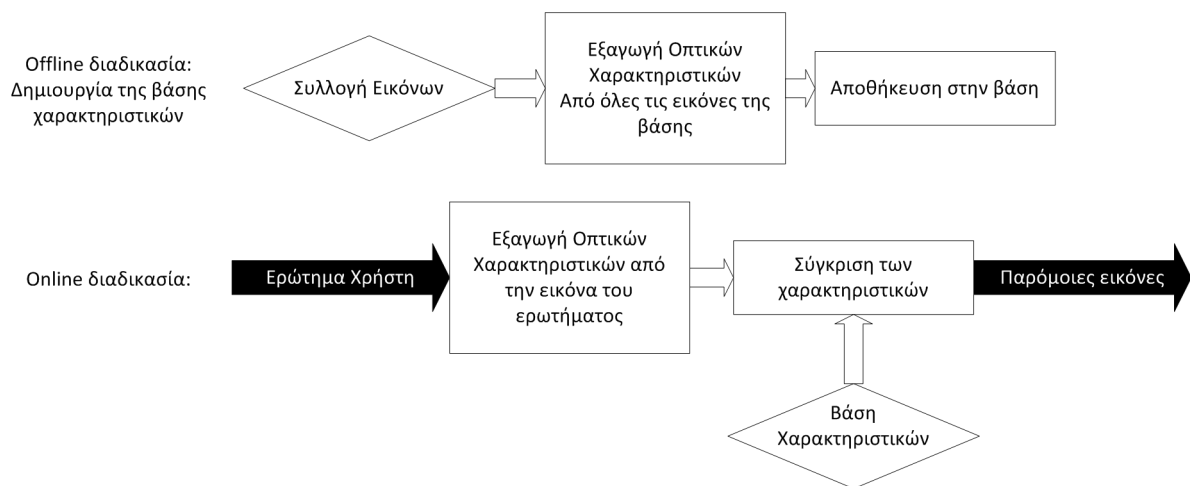 Offline διαδικασία:
Δημιουργία της βάσης
χαρακτηριστικών
Συλλογή Εικόνων
Εξαγωγή Οπτικών
Χαρακτηριστικών
Από όλες τις εικόνες της
βάσης
Αποθήκευση στην βάση
Online διαδικασία:
Ερώτημα Χρήστη
Εξαγωγή Οπτικών
Χαρακτηριστικών από
την εικόνα του
ερωτήματος
Σύγκριση των
χαρακτηριστικών
Παρόμοιες εικόνες
Βάση
Χαρακτηριστικών